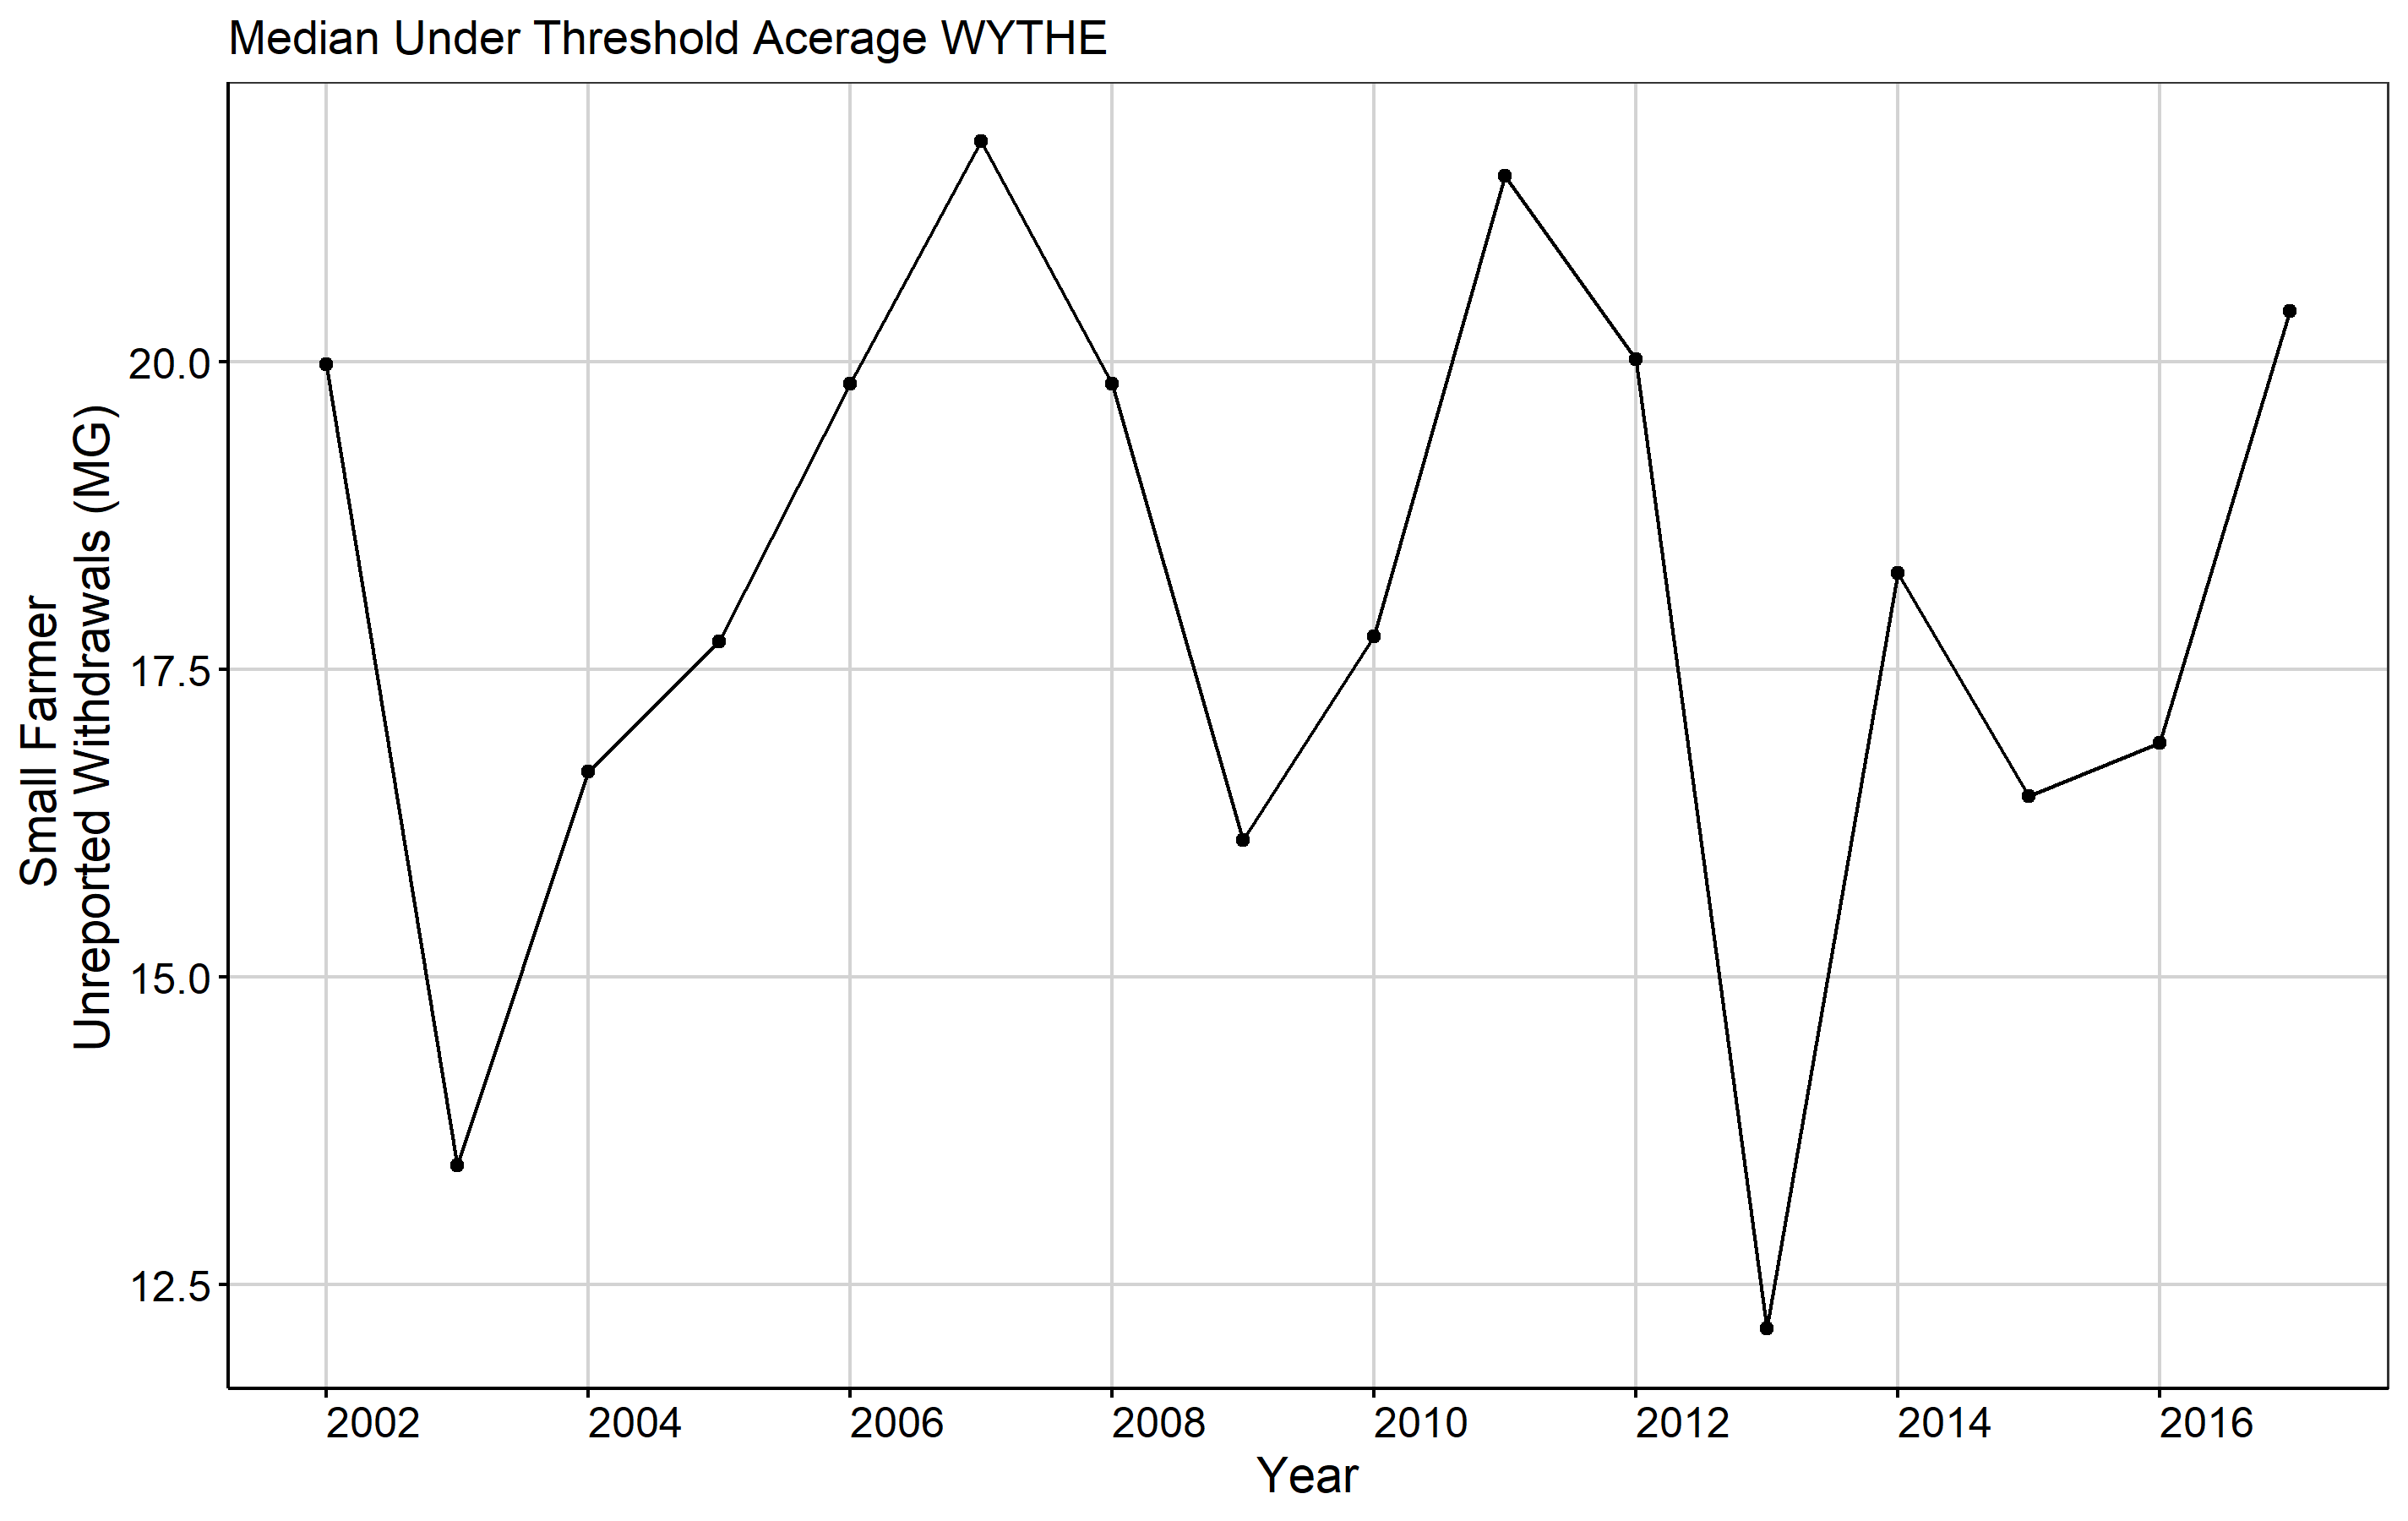 Median Under Threshold Acerage WYTHE
Small Farmer
Unreported Withdrawals (MG)
20.0
17.5
15.0
12.5
2002 2004 2006 2008 2010 2012 2014 2016
Year